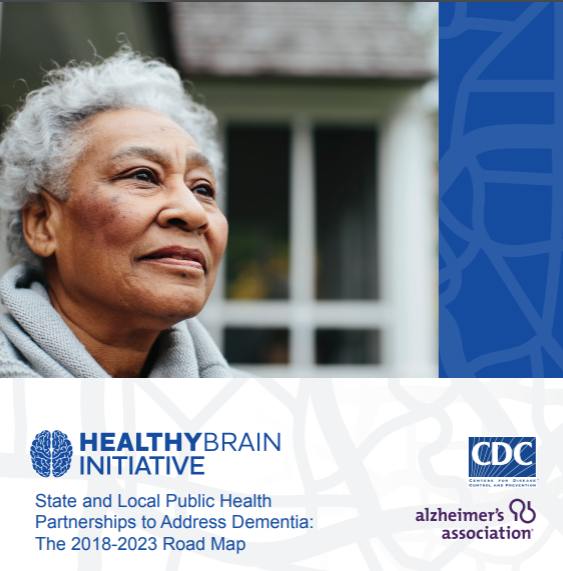 HEALTHYBRAIN
INITIATIVE
State and Local Public Health
Partnerships to Address Dementia:
The 2018-2023 Road Map
CDC
CENTERS FOR DISEASE
CONTROL AND PREVENTION
alzheimer's
association